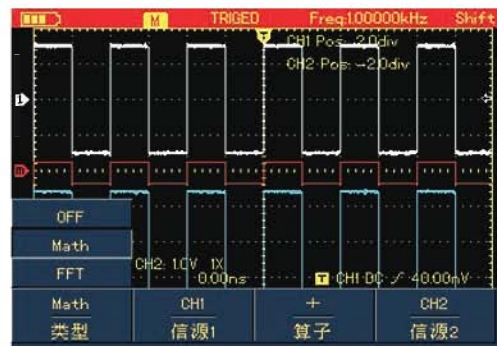 M TRIGED Freq:1.00000kHz Shift
T
CH1 Pos: -2.0div
CH2 Pos: -2.0div
1
m
OFF
Math
FFT
CH2: 1.0V 1X
0.00ns T CH1 DC 40.00mV
Math CH1 + CH2
类型 信源1 算子 信源2